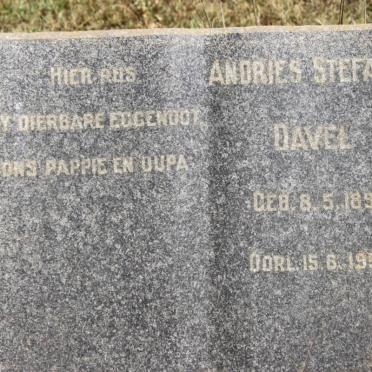 HIER RUS
Y DIERBARE EGGENOOT
ONS PAPPIE EN OUPA
ANDRIES STEFA
DAVEL
GEB. 8.5.189
OORL. 15.6.195